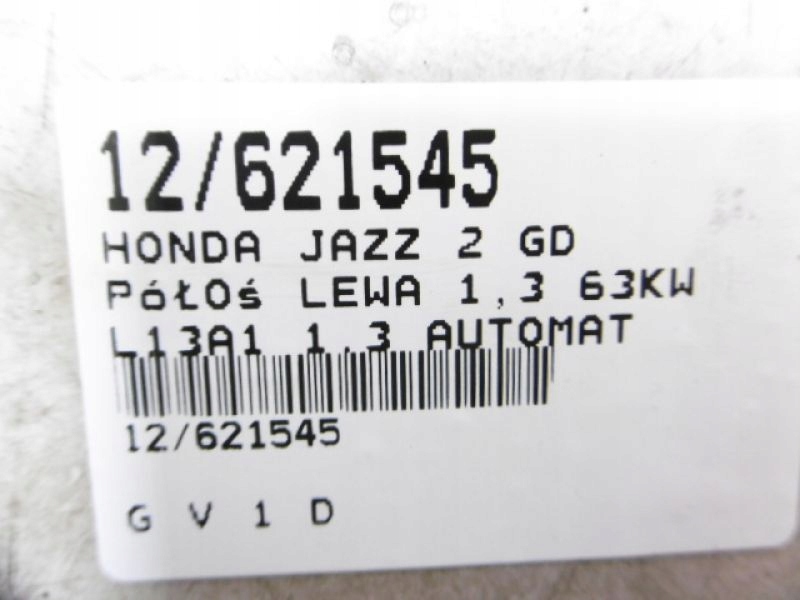 12/621545
HONDA JAZZ 2 GD
PółOś LEWA 1,3 63KW
L13A1 1.3 AUTOMAT
12/621545
G V 1 D